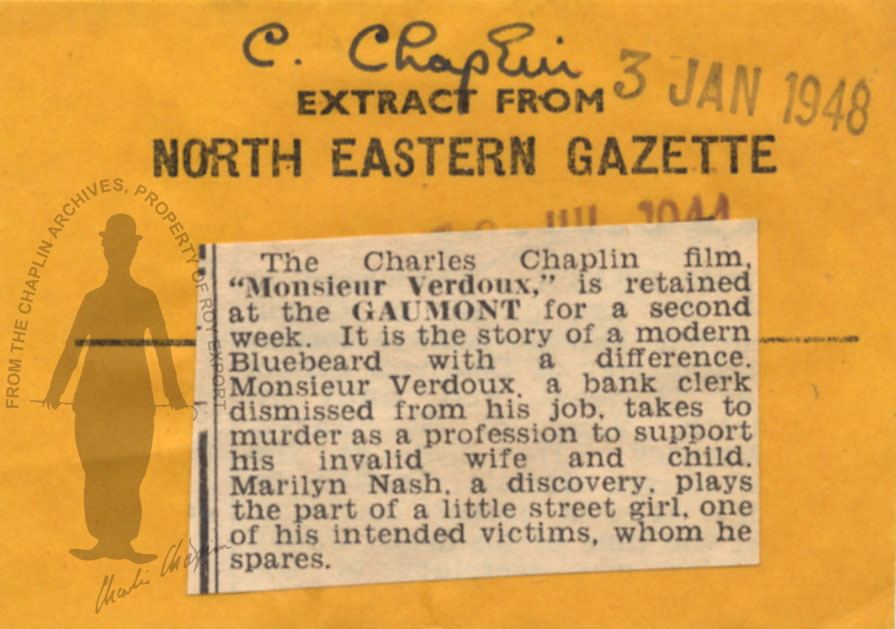 C. Chaplin
EXTRACT FROM
3 JAN 1948
NORTH EASTERN GAZETTE
JUL 1944
FROM THE CHAPLIN ARCHIVES, PROPERTY OF ROY EXPORT
The Charles Chaplin film,
“Monsieur Verdoux,” is retained
at the GAUMONT for a second
week. It is the story of a modern
Bluebeard with a difference.
Monsieur Verdoux, a bank clerk
dismissed from his job, takes to
murder as a profession to support
his invalid wife and child.
Marilyn Nash, a discovery, plays
the part of a little street girl, one
of his intended victims, whom he
spares.
Charlie Chaplin